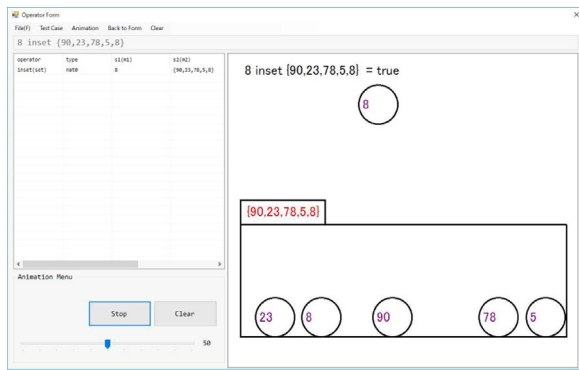 Operator Form
File(F) Test Case Animation Back to Form Clear
8 inset {90,23,78,5,8}
operator type s1(m1) s2(m2)
inset(set) nat0 8 {90,23,78,5,8}
Animation Menu
Stop Clear
50
8 inset {90,23,78,5,8} = true
8
{90,23,78,5,8}
23 8 90 78 5